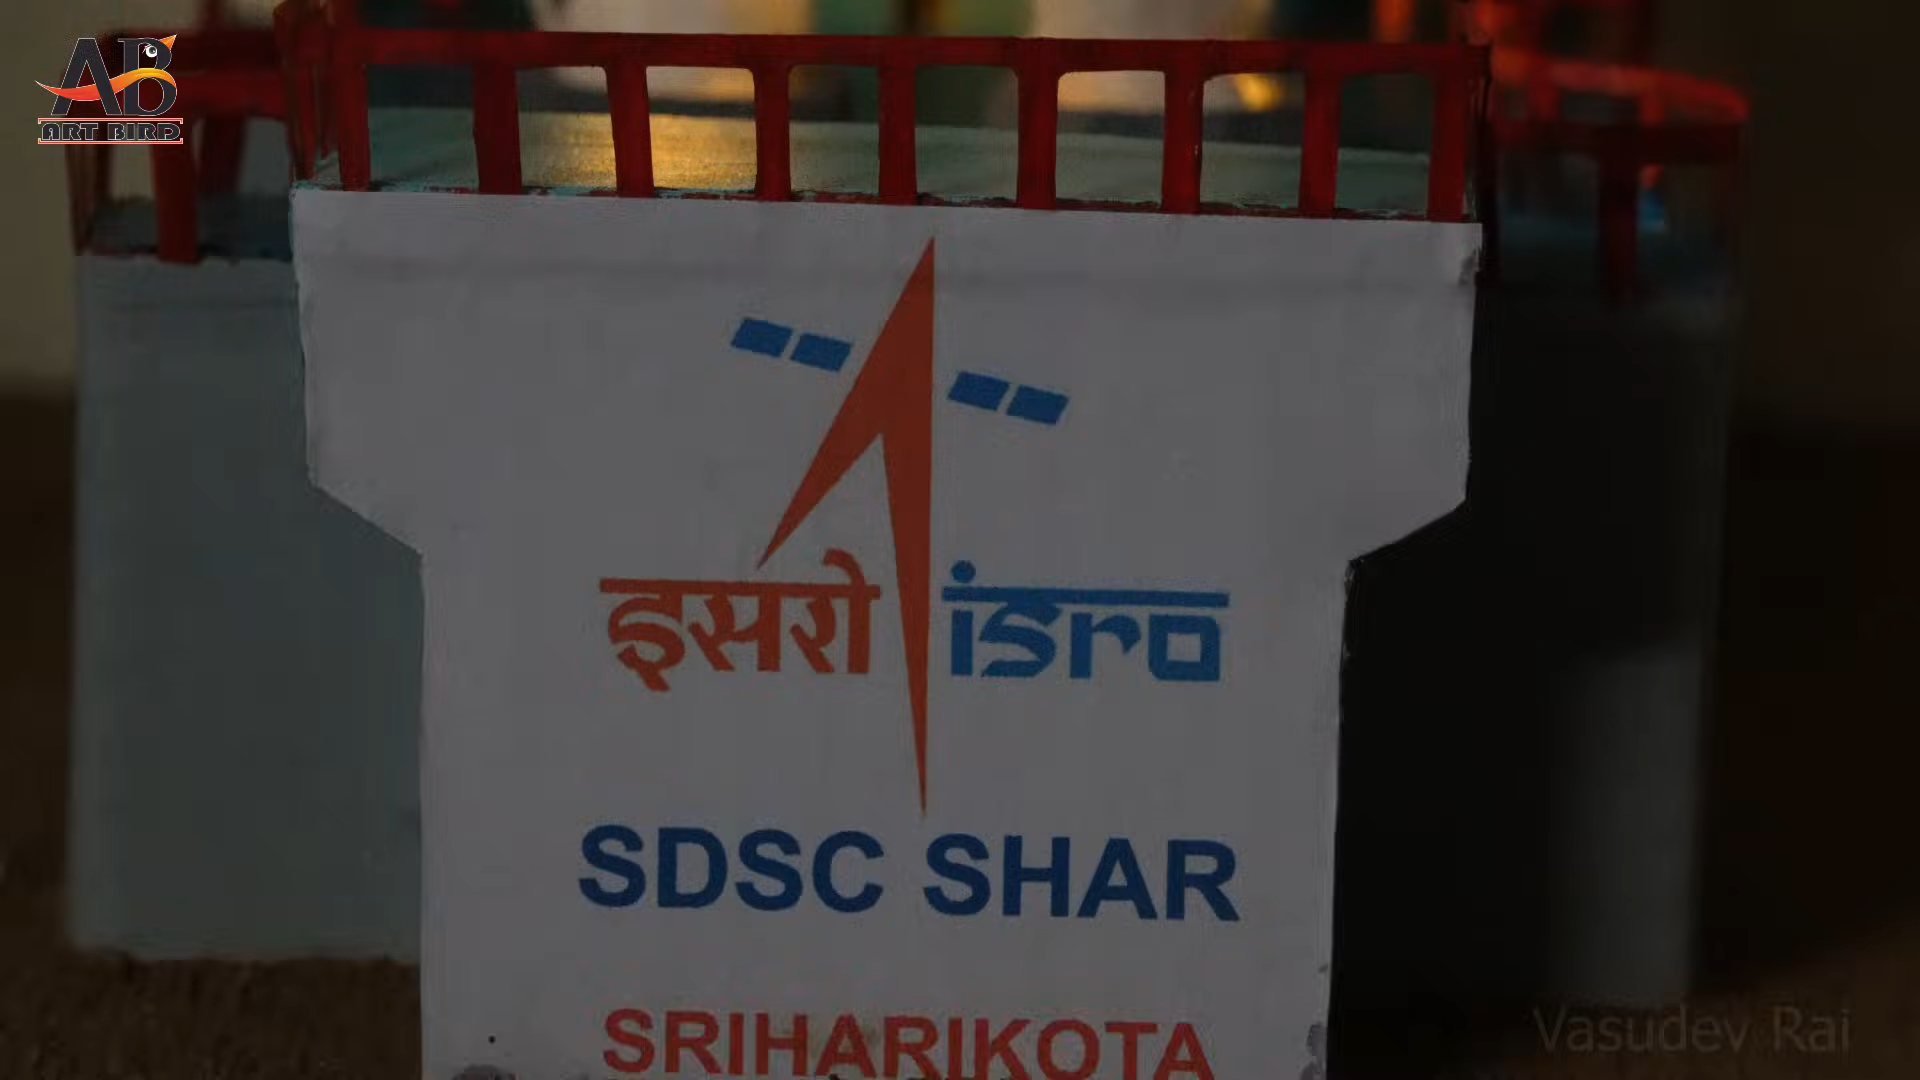 AB
ART BIRD
इसरो isro
SDSC SHAR
SRIHARIKOTA
Vasudev Rai